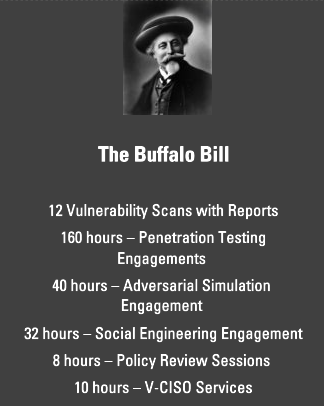 The Buffalo Bill
12 Vulnerability Scans with Reports
160 hours – Penetration Testing
Engagements
40 hours – Adversarial Simulation
Engagement
32 hours – Social Engineering Engagement
8 hours – Policy Review Sessions
10 hours – V-CISO Services